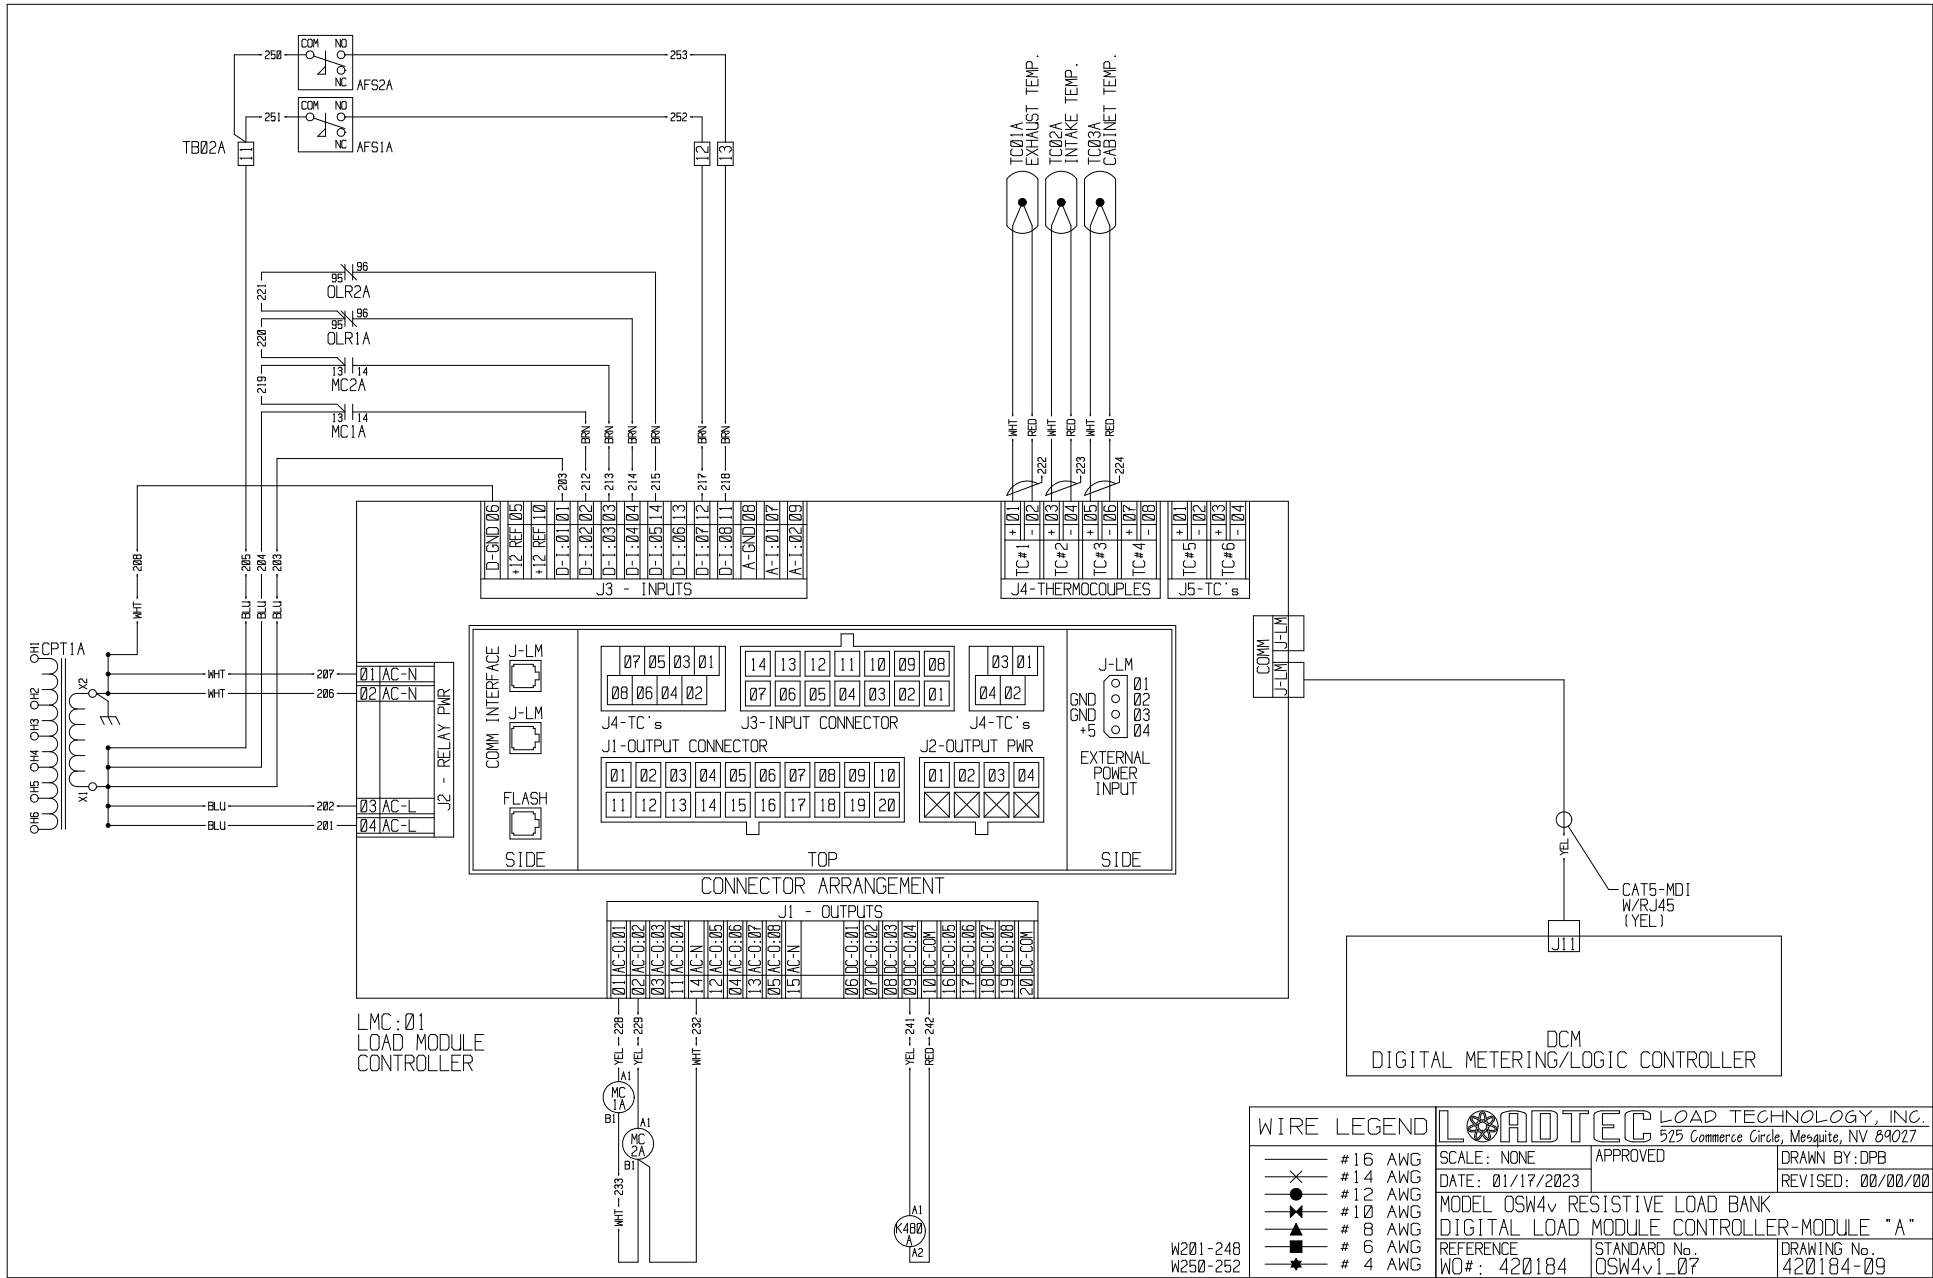 250
COM NO
NC
AFS2A
253
251
COM NO
NC
AFS1A
252
TB02A
11
12
13
TC01A
EXHAUST TEMP.
TC02A
INTAKE TEMP.
TC03A
CABINET TEMP.
95 96
OLR2A
221
95 96
OLR1A
220
13 14
MC2A
219
13 14
MC1A
BRN
BRN
BRN
BRN
BRN
BRN
203
212
213
214
215
217
218
WHT
RED
WHT
RED
WHT
RED
222
223
224
D-GND 06
+12 REF 05
+12 REF 10
D-I:01 01
D-I:02 02
D-I:03 03
D-I:04 04
D-I:05 14
D-I:06 13
D-I:07 12
D-I:08 11
A-GND 08
A-I:01 07
A-I:02 09
J3 - INPUTS
TC#1 + 01 - 02
TC#2 + 03 - 04
TC#3 + 05 - 06
TC#4 + 07 - 08
J4-THERMOCOUPLES
TC#5 + 01 - 02
TC#6 + 03 - 04
J5-TC's
WHT 208
BLU 205
BLU 204
BLU 203
CPT1A
H1
H2
H3
H4
H5
H6
X2
X1
WHT 207
WHT 206
BLU 202
BLU 201
01 AC-N
02 AC-N
03 AC-L
04 AC-L
J2 - RELAY PWR
COMM INTERFACE
J-LM
J-LM
FLASH
SIDE
07 05 03 01
08 06 04 02
J4-TC's
14 13 12 11 10 09 08
07 06 05 04 03 02 01
J3-INPUT CONNECTOR
03 01
04 02
J4-TC's
J1-OUTPUT CONNECTOR
01 02 03 04 05 06 07 08 09 10
11 12 13 14 15 16 17 18 19 20
J2-OUTPUT PWR
01 02 03 04
TOP
J-LM
01
GND 02
GND 03
+5 04
EXTERNAL
POWER
INPUT
SIDE
CONNECTOR ARRANGEMENT
COMM
J-LM
J-LM
YEL
CAT5-MDI
W/RJ45
(YEL)
J11
DCM
DIGITAL METERING/LOGIC CONTROLLER
J1 - OUTPUTS
01 AC-O:01
02 AC-O:02
03 AC-O:03
11 AC-O:04
14 AC-N
12 AC-O:05
04 AC-O:06
13 AC-O:07
05 AC-O:08
15 AC-N
06 DC-O:01
07 DC-O:02
08 DC-O:03
09 DC-O:04
10 DC-COM
16 DC-O:05
17 DC-O:06
18 DC-O:07
19 DC-O:08
20 DC-COM
LMC:01
LOAD MODULE
CONTROLLER
YEL 228
YEL 229
WHT 232
YEL 241
RED 242
A1
MC
1A
B1
A1
MC
2A
B1
WHT 233
A1
K480
A
A2
W201-248
W250-252
WIRE LEGEND
#16 AWG
#14 AWG
#12 AWG
#10 AWG
# 8 AWG
# 6 AWG
# 4 AWG
LOADTEC LOAD TECHNOLOGY, INC.
525 Commerce Circle, Mesquite, NV 89027
SCALE: NONE
APPROVED
DRAWN BY:DPB
DATE: 01/17/2023
REVISED: 00/00/00
MODEL OSW4v RESISTIVE LOAD BANK
DIGITAL LOAD MODULE CONTROLLER-MODULE "A"
REFERENCE
WO#: 420184
STANDARD No.
OSW4v1_07
DRAWING No.
420184-09